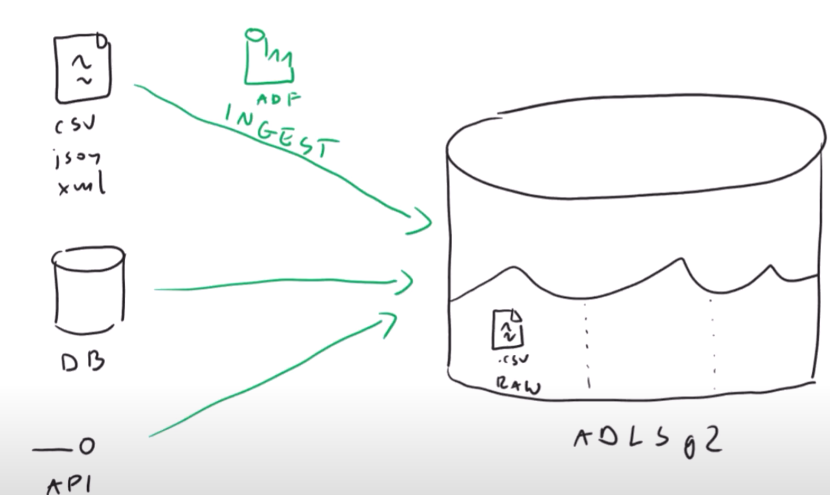 csv
json
xml
ADF
INGEST
DB
API
.csv
RAW
ADLS g2